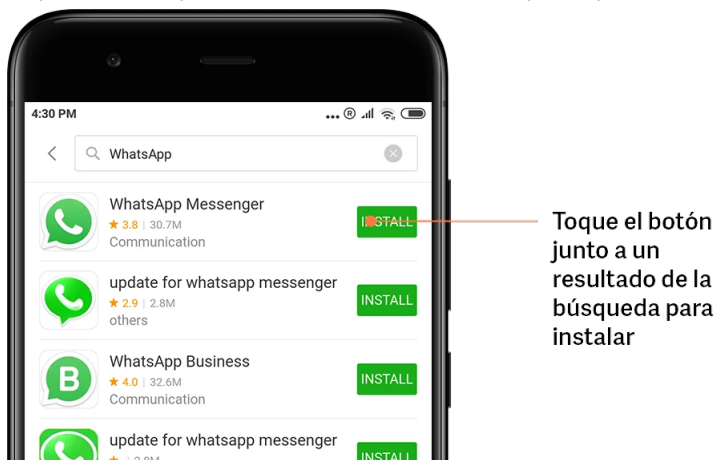 4:30 PM
WhatsApp
WhatsApp Messenger
★ 3.8 | 30.7M
Communication
INSTALL
update for whatsapp messenger
★ 2.9 | 2.8M
others
INSTALL
B
WhatsApp Business
★ 4.0 | 32.6M
Communication
INSTALL
update for whatsapp messenger
INSTALL
Toque el botón
junto a un
resultado de la
búsqueda para
instalar